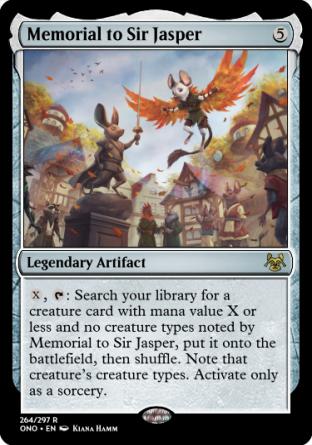 Memorial to Sir Jasper 5
Legendary Artifact
X, T: Search your library for a
creature card with mana value X or
less and no creature types noted by
Memorial to Sir Jasper, put it onto the
battlefield, then shuffle. Note that
creature's creature types. Activate only
as a sorcery.
264/297 R
ONO • EN Kiana Hamm